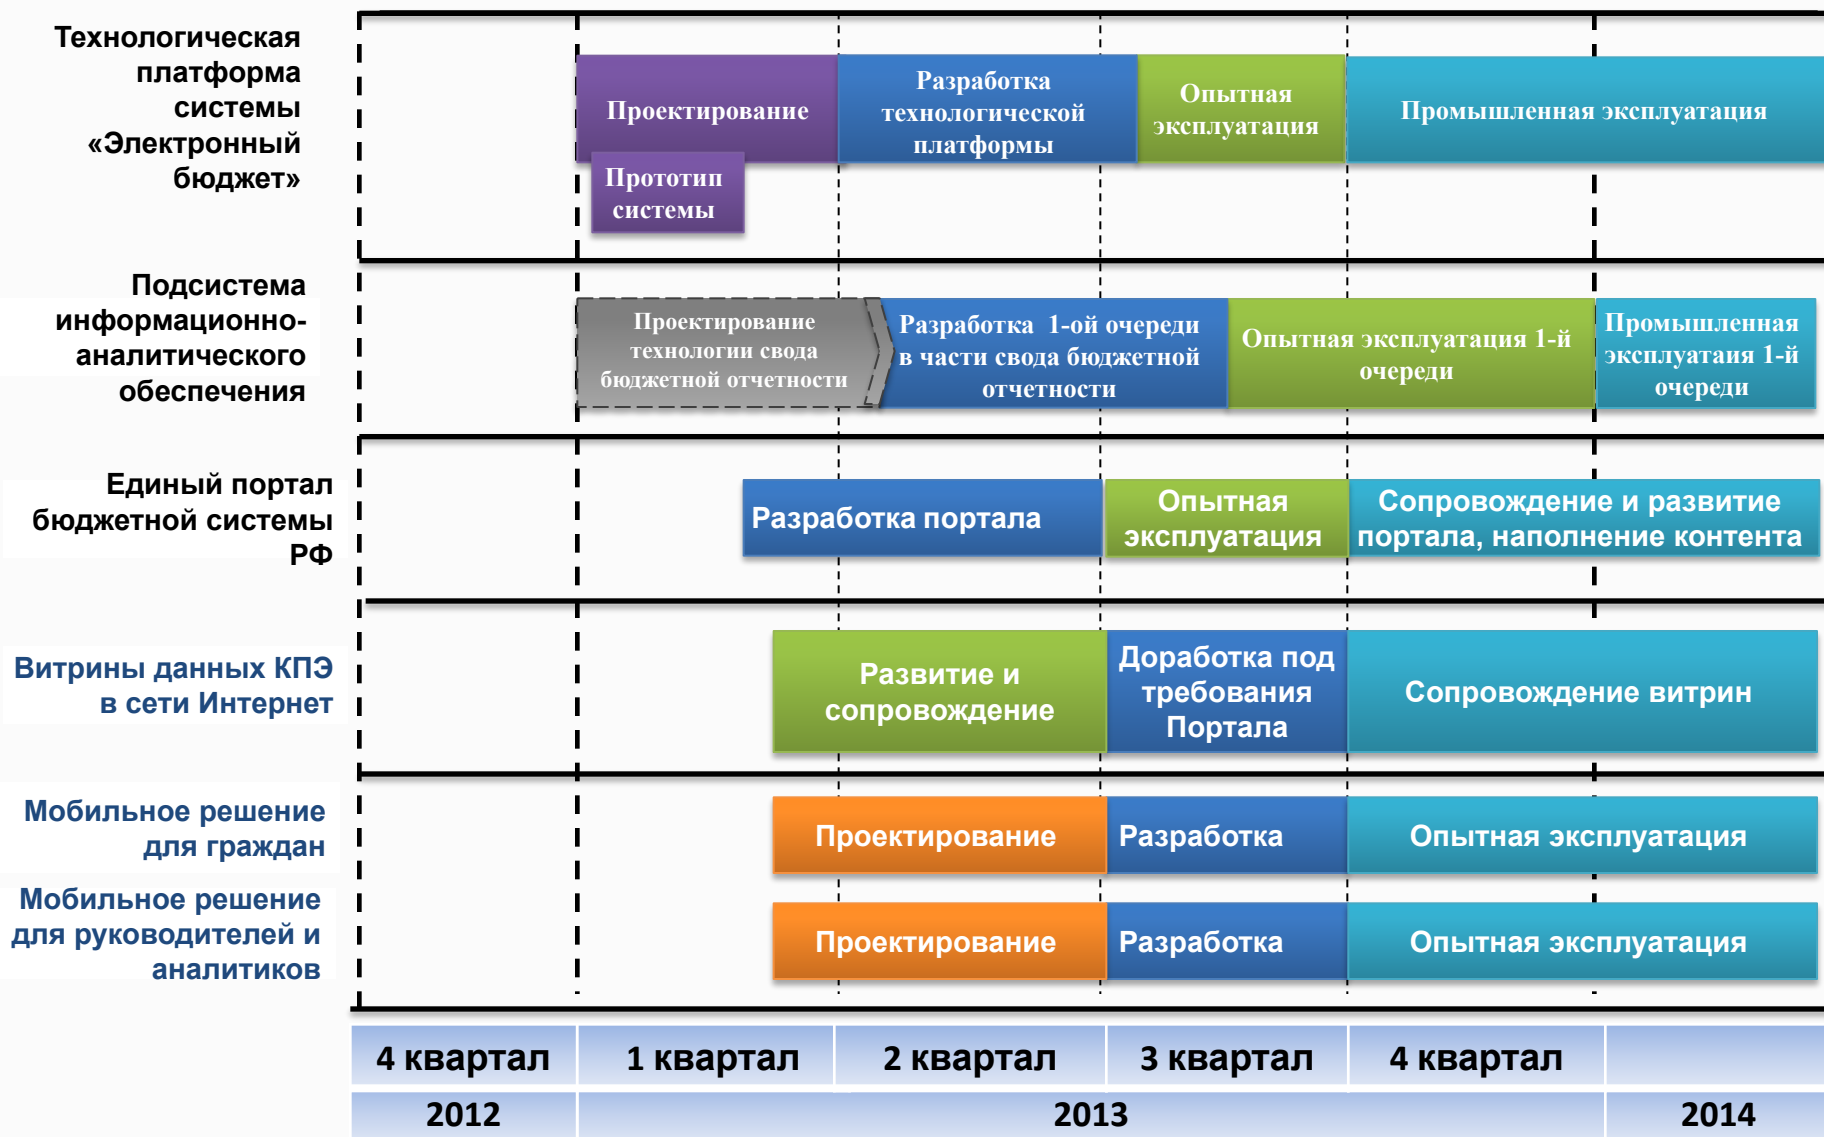 Технологическая
платформа
системы
«Электронный
бюджет»
Проектирование
Прототип
системы
Разработка
технологической
платформы
Опытная
эксплуатация
Промышленная эксплуатация
Подсистема
информационно-
аналитического
обеспечения
Проектирование
технологии свода
бюджетной отчетности
Разработка 1-ой очереди
в части свода бюджетной
отчетности
Опытная эксплуатация 1-й
очереди
Промышленная
эксплуатаия 1-й
очереди
Единый портал
бюджетной системы
РФ
Разработка портала
Опытная
эксплуатация
Сопровождение и развитие
портала, наполнение контента
Витрины данных КПЭ
в сети Интернет
Развитие и
сопровождение
Доработка под
требования
Портала
Сопровождение витрин
Мобильное решение
для граждан
Проектирование
Разработка
Опытная эксплуатация
Мобильное решение
для руководителей и
аналитиков
Проектирование
Разработка
Опытная эксплуатация
4 квартал
1 квартал
2 квартал
3 квартал
4 квартал
2012
2013
2014